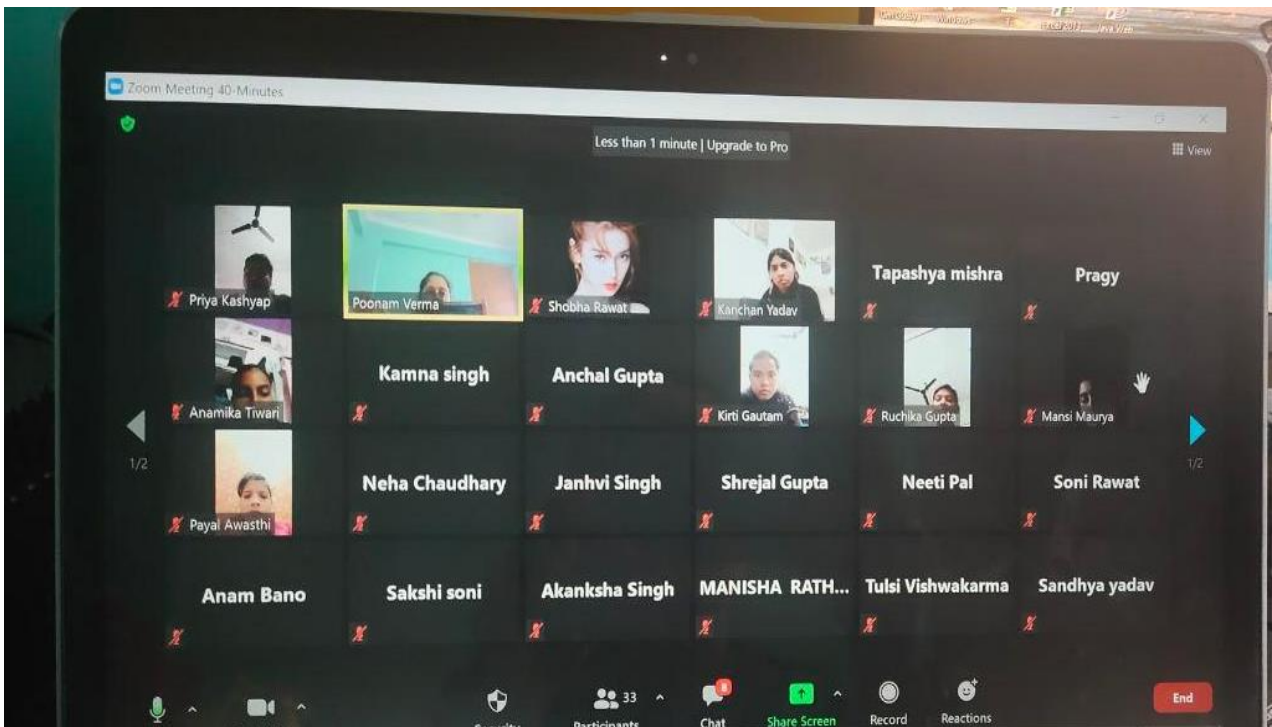 Zoom Meeting 40-Minutes
Less than 1 minute | Upgrade to Pro
View
Priya Kashyap
Poonam Verma
Shobha Rawat
Kanchan Yadav
Tapashya mishra
Pragy
Anamika Tiwari
Kamna singh
Anchal Gupta
Kirti Gautam
Ruchika Gupta
Mansi Maurya
1/2
1/2
Payal Awasthi
Neha Chaudhary
Janhvi Singh
Shrejal Gupta
Neeti Pal
Soni Rawat
Anam Bano
Sakshi soni
Akanksha Singh
MANISHA RATH...
Tulsi Vishwakarma
Sandhya yadav
33
8
Participants
Chat
Share Screen
Record
Reactions
End